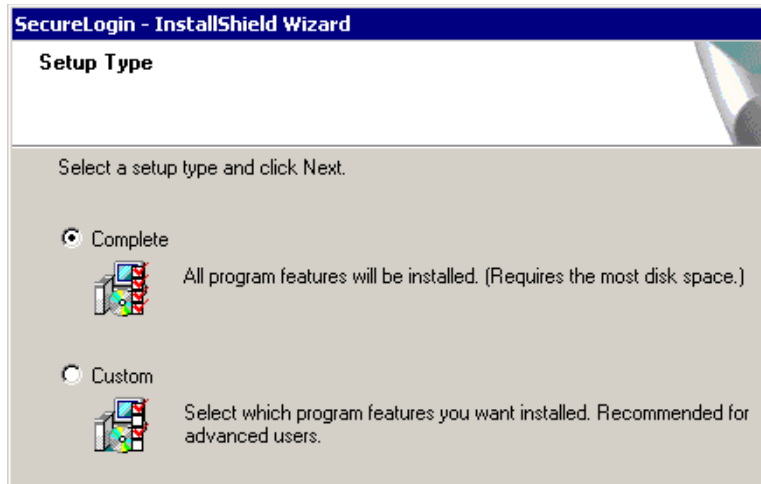 SecureLogin - InstallShield Wizard
Setup Type
Select a setup type and click Next.
Complete
All program features will be installed. (Requires the most disk space.)
Custom
Select which program features you want installed. Recommended for
advanced users.